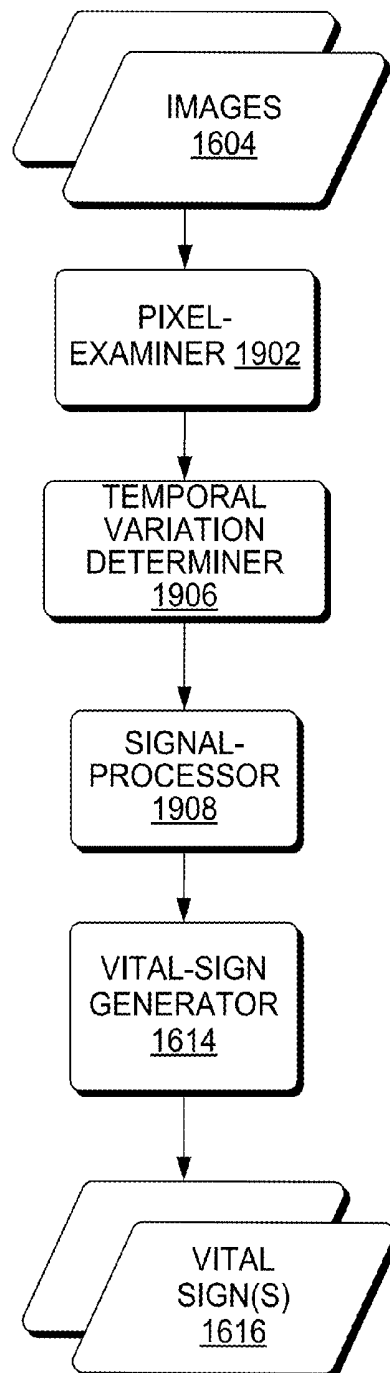 IMAGES
1604
PIXEL-
EXAMINER 1902
TEMPORAL
VARIATION
DETERMINER
1906
SIGNAL-
PROCESSOR
1908
VITAL-SIGN
GENERATOR
1614
VITAL
SIGN(S)
1616